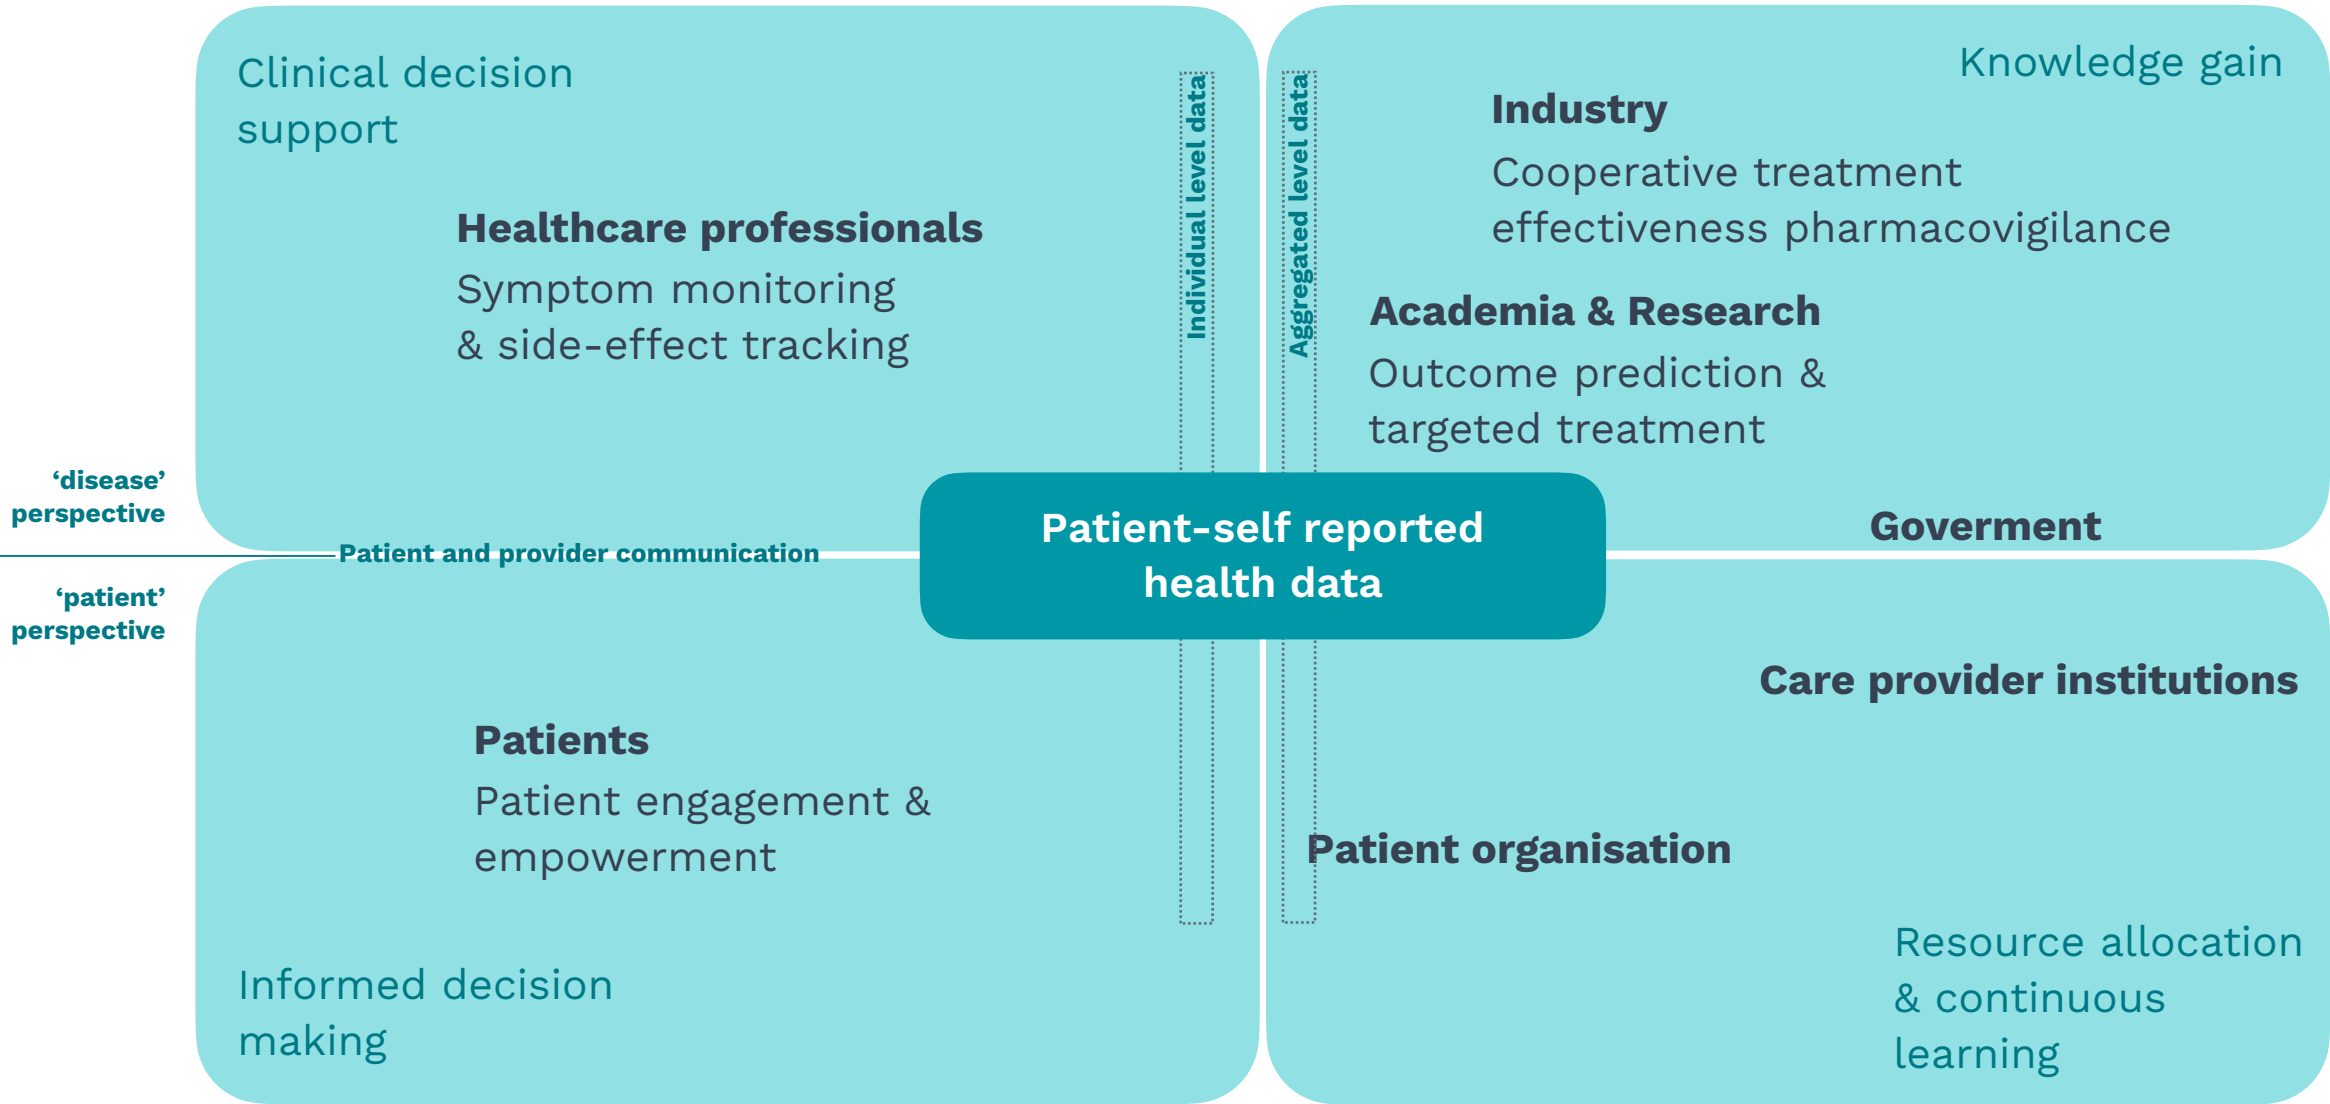 Clinical decision
support
Healthcare professionals
Symptom monitoring
& side-effect tracking
Individual level data
Aggregated level data
Knowledge gain
Industry
Cooperative treatment
effectiveness pharmacovigilance
Academia & Research
Outcome prediction &
targeted treatment
Goverment
‘disease’
perspective
Patient and provider communication
‘patient’
perspective
Patient-self reported
health data
Patients
Patient engagement &
empowerment
Informed decision
making
Care provider institutions
Patient organisation
Resource allocation
& continuous
learning